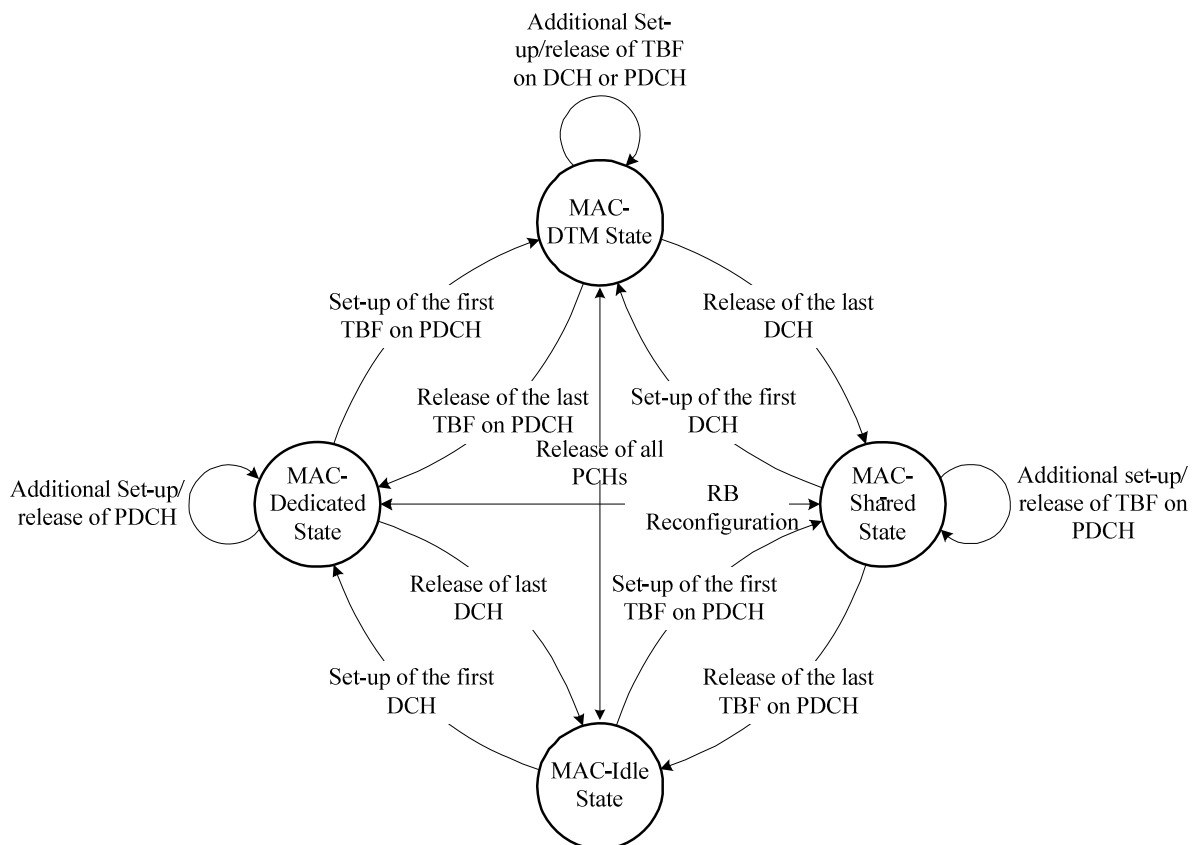 Additional Set-
up/release of TBF
on DCH or PDCH
MAC-
DTM State
Set-up of the first
TBF on PDCH
Release of the last
DCH
Release of the last
TBF on PDCH
Set-up of the first
DCH
Release of all
PCHs
Additional Set-up/
release of PDCH
MAC-
Dedicated
State
RB
Reconfiguration
MAC-
Shared
State
Additional set-up/
release of TBF on
PDCH
Release of last
DCH
Set-up of the first
TBF on PDCH
Set-up of the first
DCH
Release of the last
TBF on PDCH
MAC-Idle
State